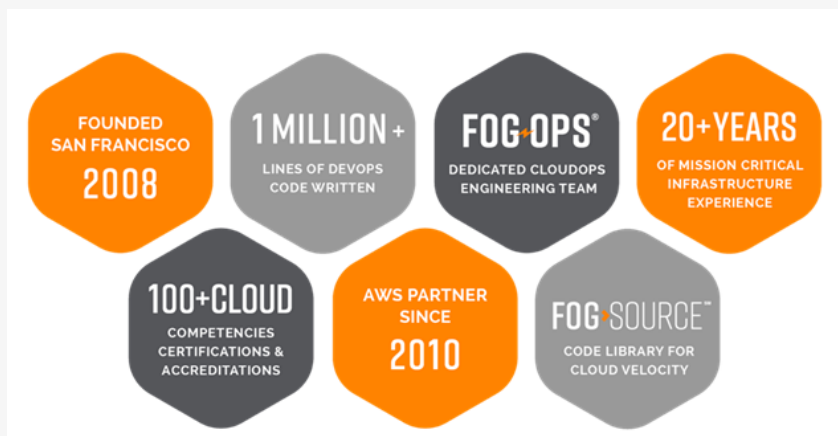 FOUNDED
SAN FRANCISCO
2008
1 MILLION+
LINES OF DEVOPS
CODE WRITTEN
FOG OPS®
DEDICATED CLOUDOPS
ENGINEERING TEAM
20+YEARS
OF MISSION CRITICAL
INFRASTRUCTURE
EXPERIENCE
100+CLOUD
COMPETENCIES
CERTIFICATIONS &
ACCREDITATIONS
AWS PARTNER
SINCE
2010
FOG SOURCE℠
CODE LIBRARY FOR
CLOUD VELOCITY